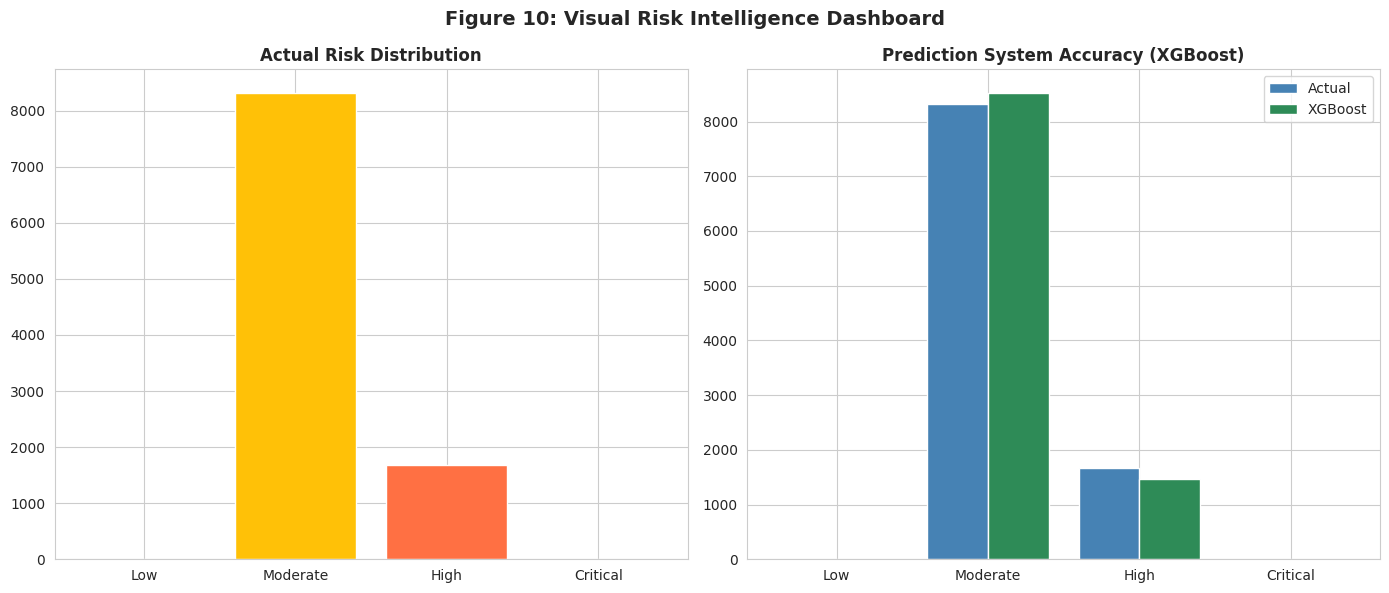 Figure 10: Visual Risk Intelligence Dashboard
Actual Risk Distribution
8000
7000
6000
5000
4000
3000
2000
1000
0
Low Moderate High Critical
Prediction System Accuracy (XGBoost)
Actual
XGBoost
8000
7000
6000
5000
4000
3000
2000
1000
0
Low Moderate High Critical